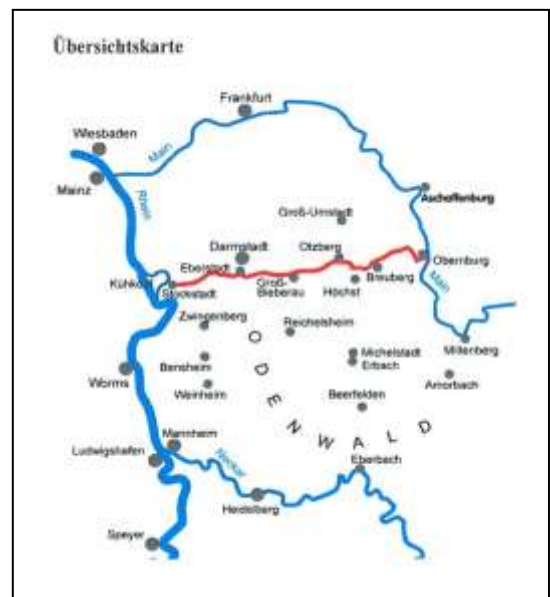 Übersichtskarte
Frankfurt
Wiesbaden
Main
Mainz
Rhein
Aschaffenburg
Groß-Umstadt
Darmstadt
Otzberg
Obernburg
Eberstadt
Breuberg
Main
Kühkopf
Groß-
Bieberau
Höchst
Stockstadt
Zwingenberg
Reichelsheim
Miltenberg
Michelstadt
Bensheim
Erbach
Worms
Amorbach
Weinheim
Beerfelden
ODENWALD
Mannheim
Ludwigshafen
Neckar
Eberbach
Heidelberg
Speyer